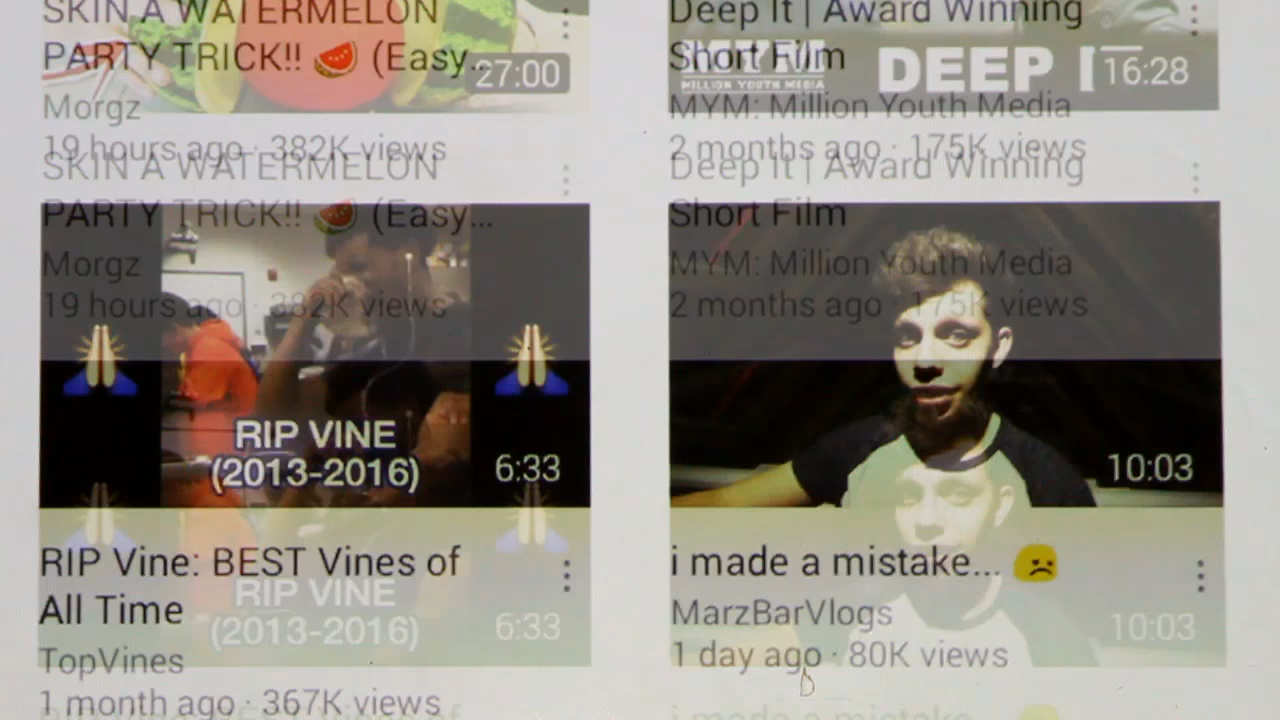 SKIN A WATERMELON
PARTY TRICK!! 🍉 (Easy...
27:00
Morgz
19 hours ago · 382K views
Deep It | Award Winning
Short Film
MILLION YOUTH MEDIA
DEEP I
16:28
MYM: Million Youth Media
2 months ago · 175K views
SKIN A WATERMELON
PARTY TRICK!! 🍉 (Easy...
Morgz
19 hours ago · 382K views
Deep It | Award Winning
Short Film
MYM: Million Youth Media
2 months ago · 175K views
RIP VINE
(2013-2016)
6:33
10:03
RIP Vine: BEST Vines of
All Time
RIP VINE
(2013-2016)
6:33
TopVines
1 month ago · 367K views
i made a mistake... ☹️
MarzBarVlogs
10:03
1 day ago · 80K views
i made a mistake...